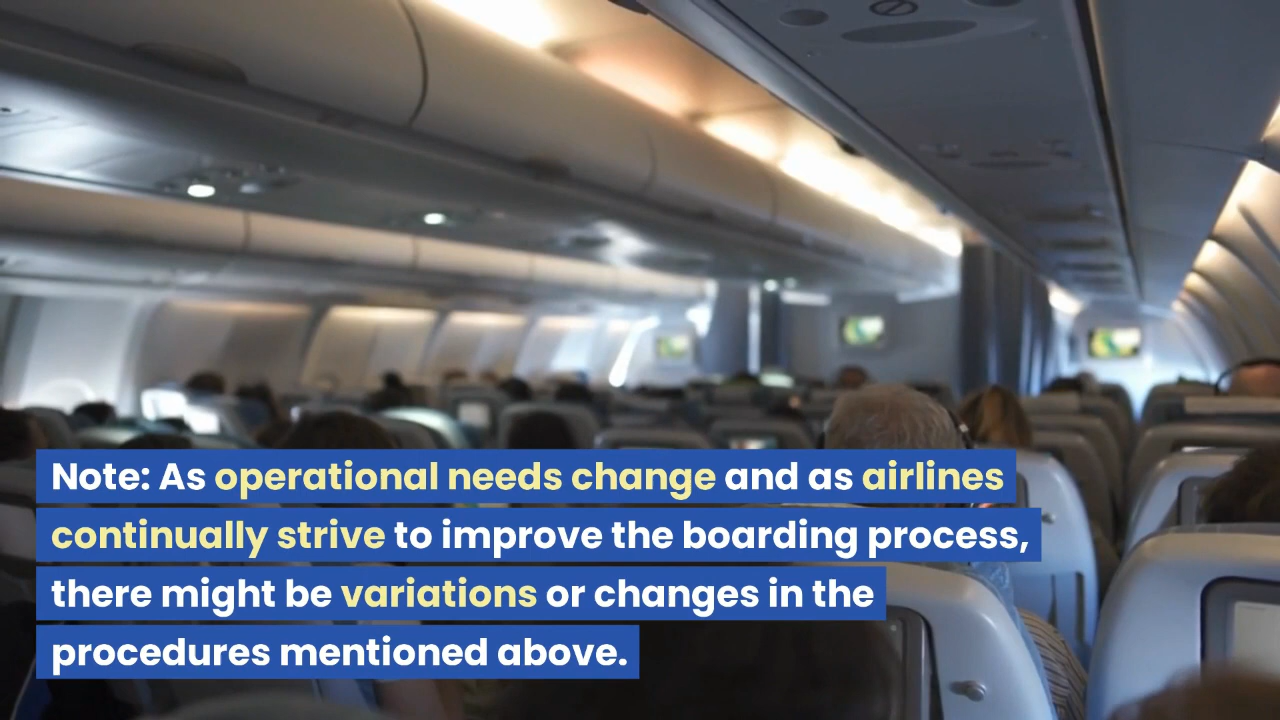 Note: As operational needs change and as airlines
continually strive to improve the boarding process,
there might be variations or changes in the
procedures mentioned above.